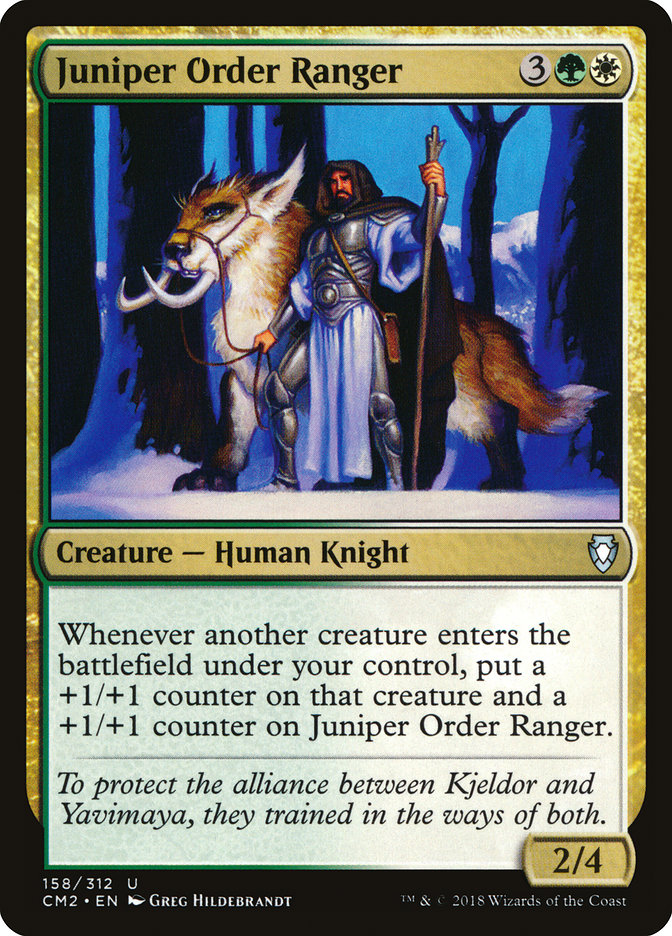 Juniper Order Ranger 3
Creature — Human Knight
Whenever another creature enters the
battlefield under your control, put a
+1/+1 counter on that creature and a
+1/+1 counter on Juniper Order Ranger.
To protect the alliance between Kjeldor and
Yavimaya, they trained in the ways of both.
2/4
158/312 U
CM2 • EN Greg Hildebrandt
™ & © 2018 Wizards of the Coast